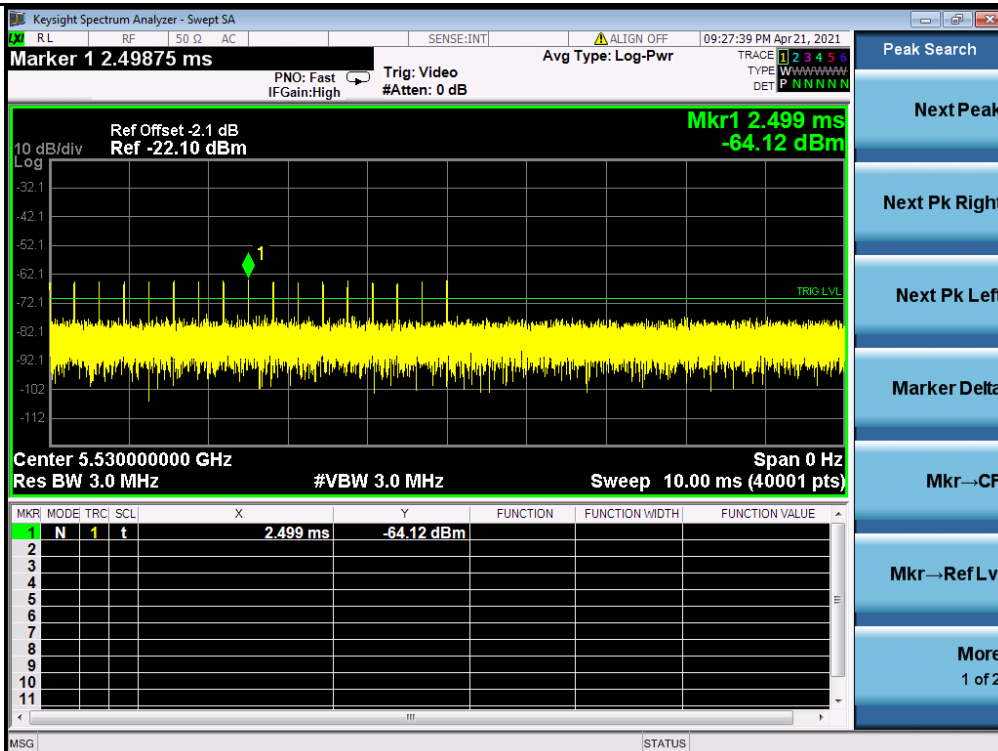 Keysight Spectrum Analyzer - Swept SA
LXI RL RF 50 Ω AC SENSE:INT ALIGN OFF 09:27:39 PM Apr 21, 2021
Marker 1 2.49875 ms
PNO: Fast
IFGain:High
Trig: Video
#Atten: 0 dB
Avg Type: Log-Pwr
TRACE 1 2 3 4 5 6
TYPE WWWWWW
DET P N N N N N
Peak Search
Next Peak
Next Pk Right
Next Pk Left
Marker Delta
Mkr→CF
Mkr→Ref Lv
More
1 of 2
Mkr1 2.499 ms
-64.12 dBm
Ref Offset -2.1 dB
10 dB/div Ref -22.10 dBm
Log
-32.1
-42.1
-52.1
-62.1
-72.1
-82.1
-92.1
-102
-112
1
TRIG LVL
Center 5.530000000 GHz Span 0 Hz
Res BW 3.0 MHz #VBW 3.0 MHz Sweep 10.00 ms (40001 pts)
MKR MODE TRC SCL X Y FUNCTION FUNCTION WIDTH FUNCTION VALUE
1 N 1 t 2.499 ms -64.12 dBm
2
3
4
5
6
7
8
9
10
11
MSG STATUS